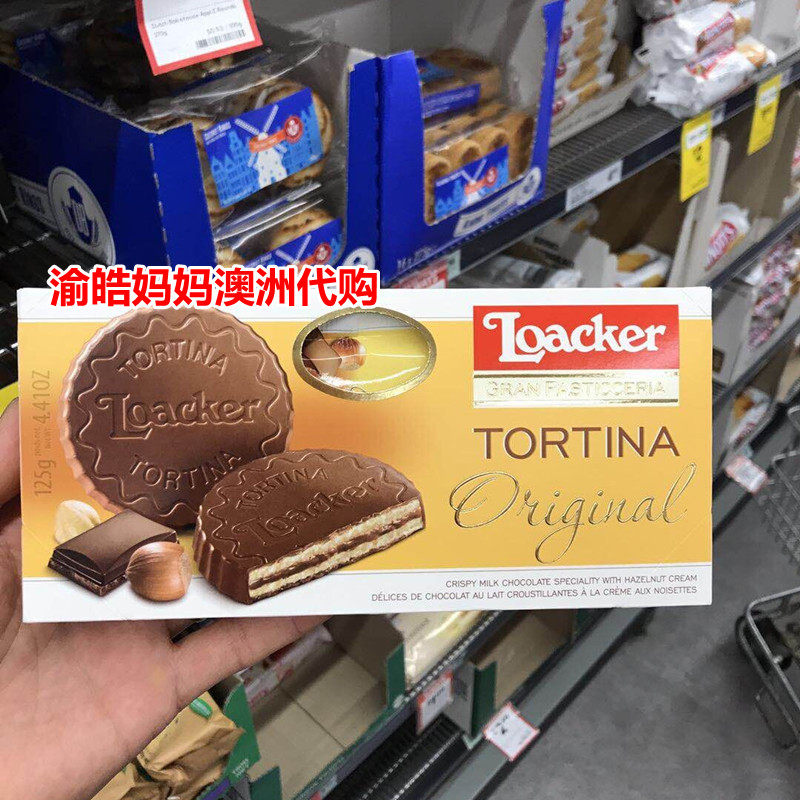 渝皓妈妈澳洲代购
Loacker
GRAN PASTICCERIA
TORTINA
Original
CRISPY MILK CHOCOLATE SPECIALITY WITH HAZELNUT CREAM
DÉLICES DE CHOCOLAT AU LAIT CROUSTILLANTES À LA CRÈME AUX NOISETTES
TORTINA
Loacker
TORTINA
TORTINA
Loacker
125g
4.41OZ